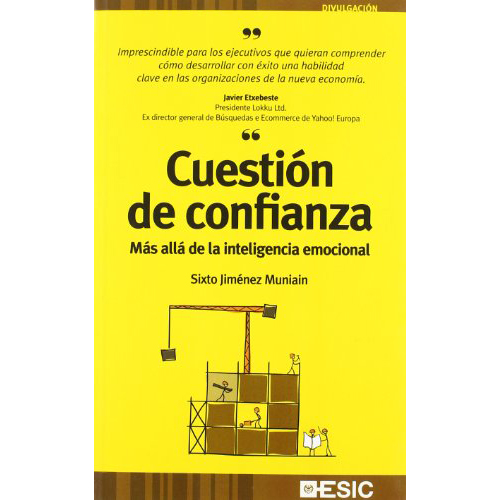 DIVULGACIÓN
”
Imprescindible para los ejecutivos que quieran comprender
cómo desarrollar con éxito una habilidad
clave en las organizaciones de la nueva economía.
Javier Etxebeste
Presidente Lokku Ltd.
Ex director general de Búsquedas e Ecommerce de Yahoo! Europa
“
Cuestión
de confianza
Más allá de la inteligencia emocional
Sixto Jiménez Muniain
ESIC